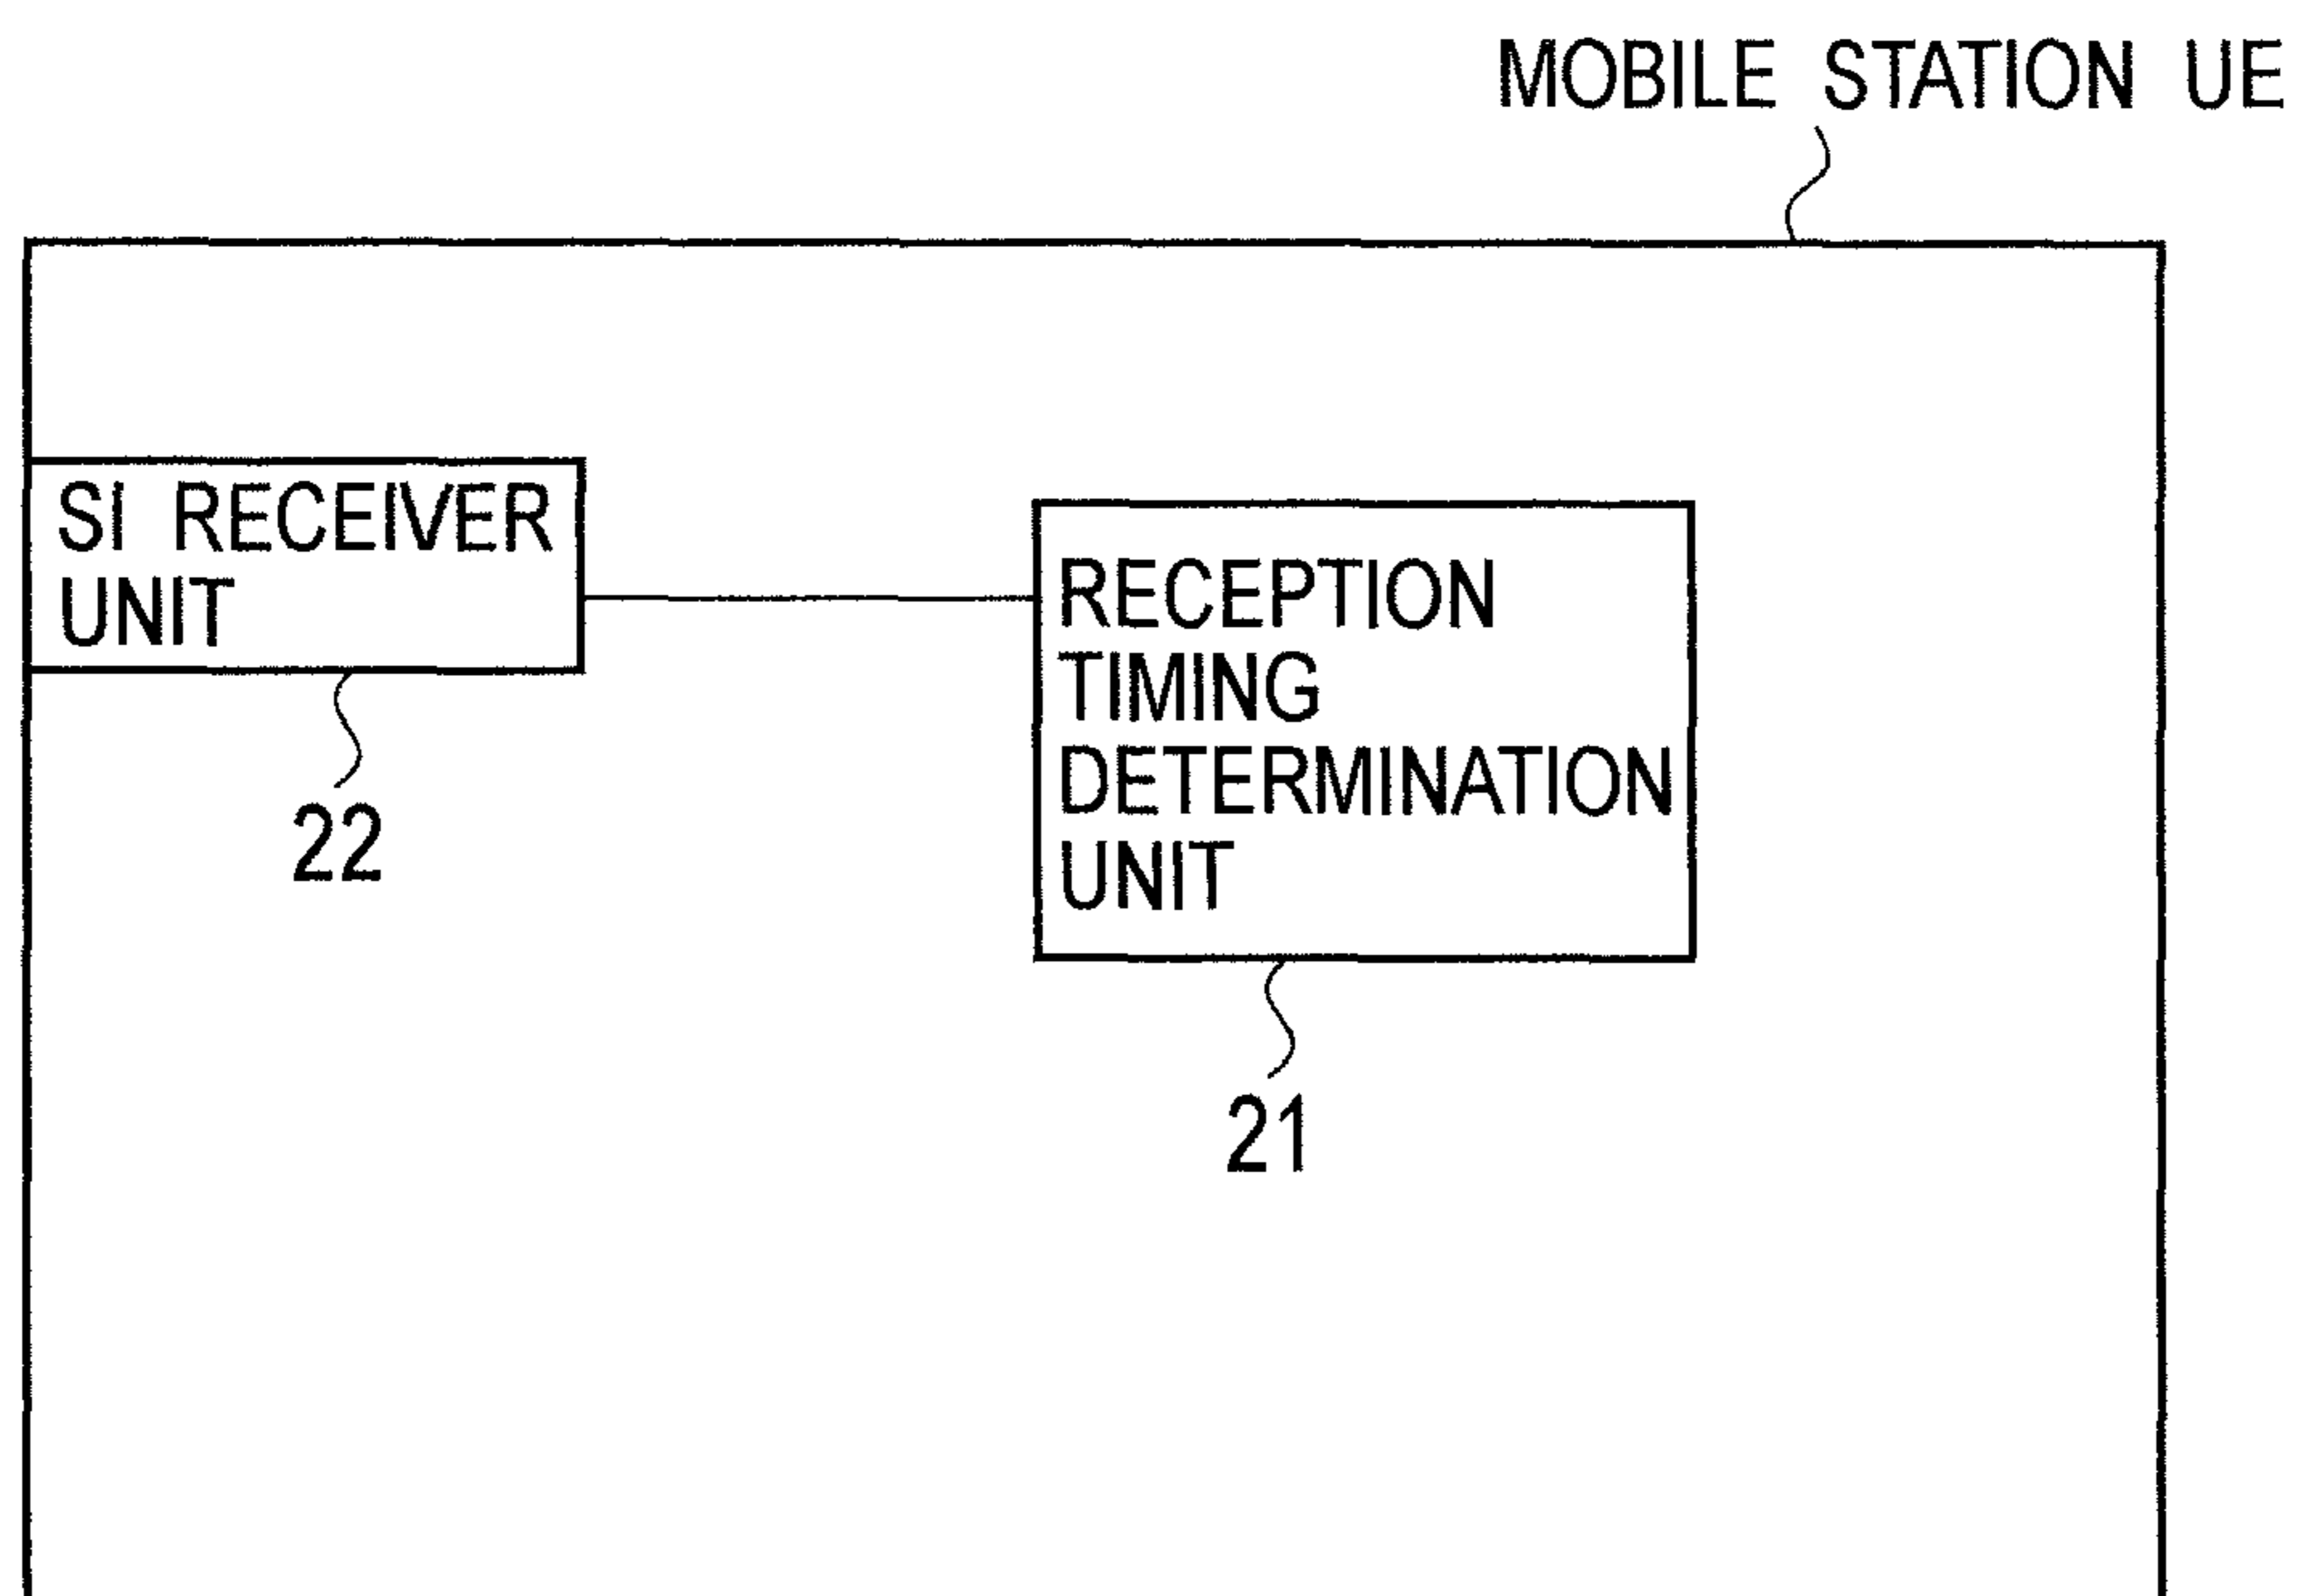 MOBILE STATION UE
SI RECEIVER
UNIT
22
RECEPTION
TIMING
DETERMINATION
UNIT
21